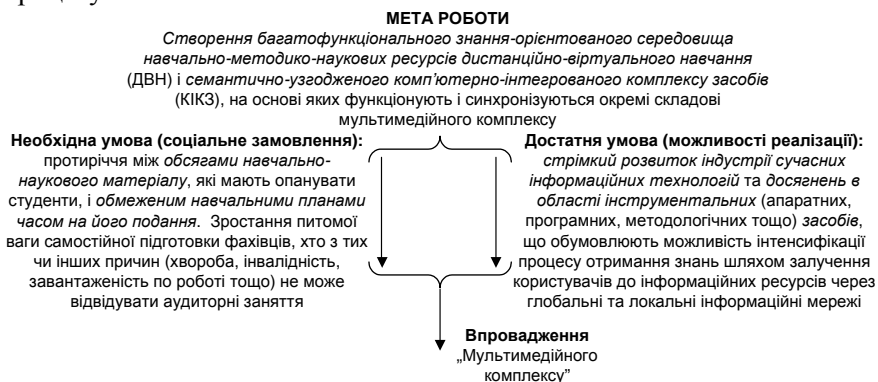 МЕТА РОБОТИ
Створення багатофункціонального знання-орієнтованого середовища
навчально-методико-наукових ресурсів дистанційно-віртуального навчання
(ДВН) і семантично-узгодженого комп’ютерно-інтегрованого комплексу засобів
(КІКЗ), на основі яких функціонують і синхронізуються окремі складові
мультимедійного комплексу
Необхідна умова (соціальне замовлення):
протиріччя між обсягами навчально-
наукового матеріалу, які мають опанувати
студенти, і обмеженим навчальними планами
часом на його подання. Зростання питомої
ваги самостійної підготовки фахівців, хто з тих
чи інших причин (хвороба, інвалідність,
завантаженість по роботі тощо) не може
відвідувати аудиторні заняття
Достатня умова (можливості реалізації):
стрімкий розвиток індустрії сучасних
інформаційних технологій та досягнень в
області інструментальних (апаратних,
програмних, методологічних тощо) засобів,
що обумовлюють можливість інтенсифікації
процесу отримання знань шляхом залучення
користувачів до інформаційних ресурсів через
глобальні та локальні інформаційні мережі
Впровадження
„Мультимедійного
комплексу”